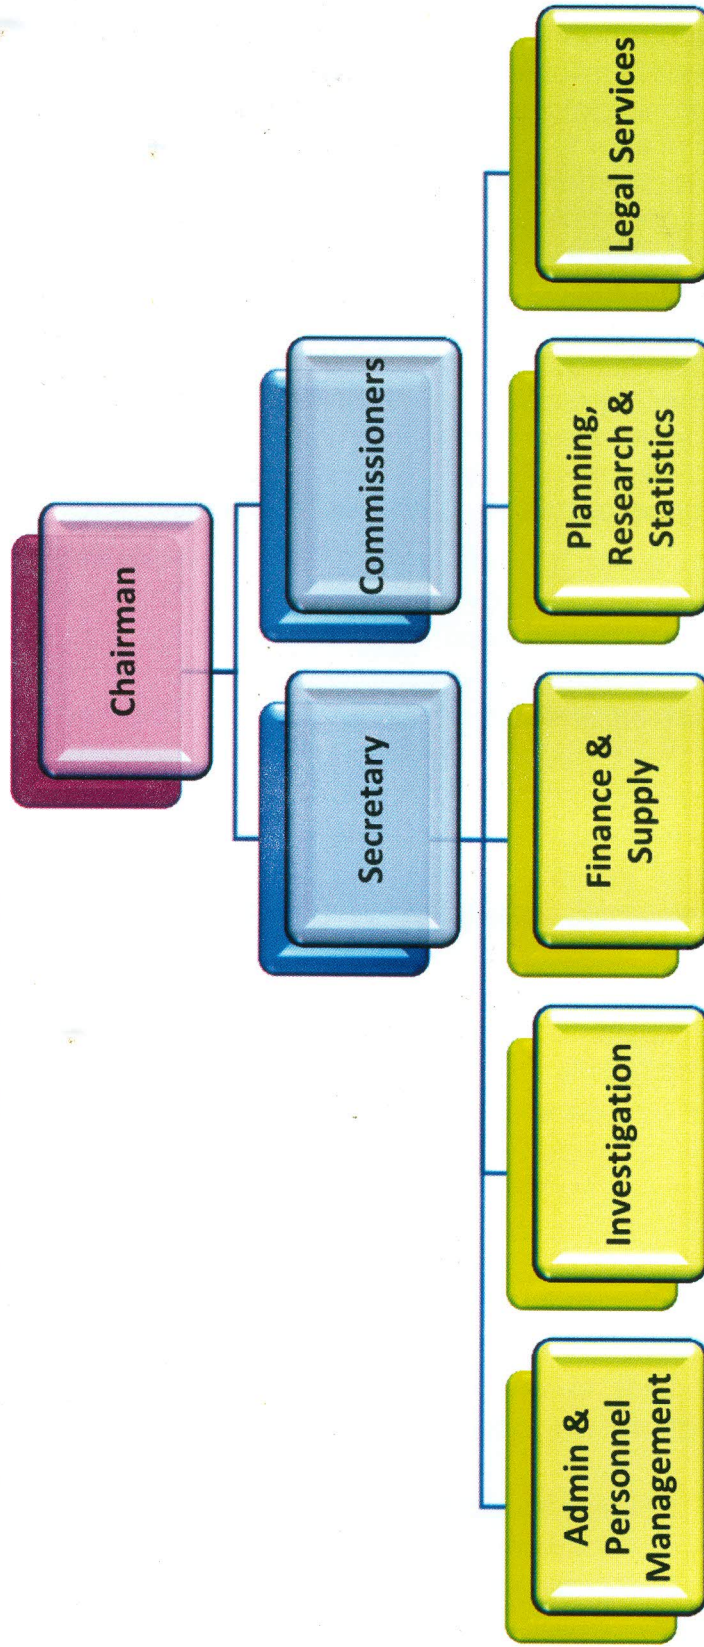 Chairman
Secretary
Commissioners
Admin &
Personnel
Management
Investigation
Finance &
Supply
Planning,
Research &
Statistics
Legal Services